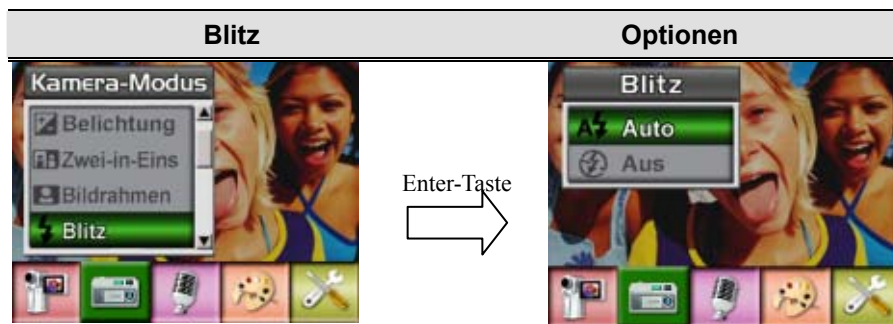 Blitz Optionen
Kamera-Modus
Belichtung
Zwei-in-Eins
Bildrahmen
Blitz
Enter-Taste
Blitz
A Auto
Aus